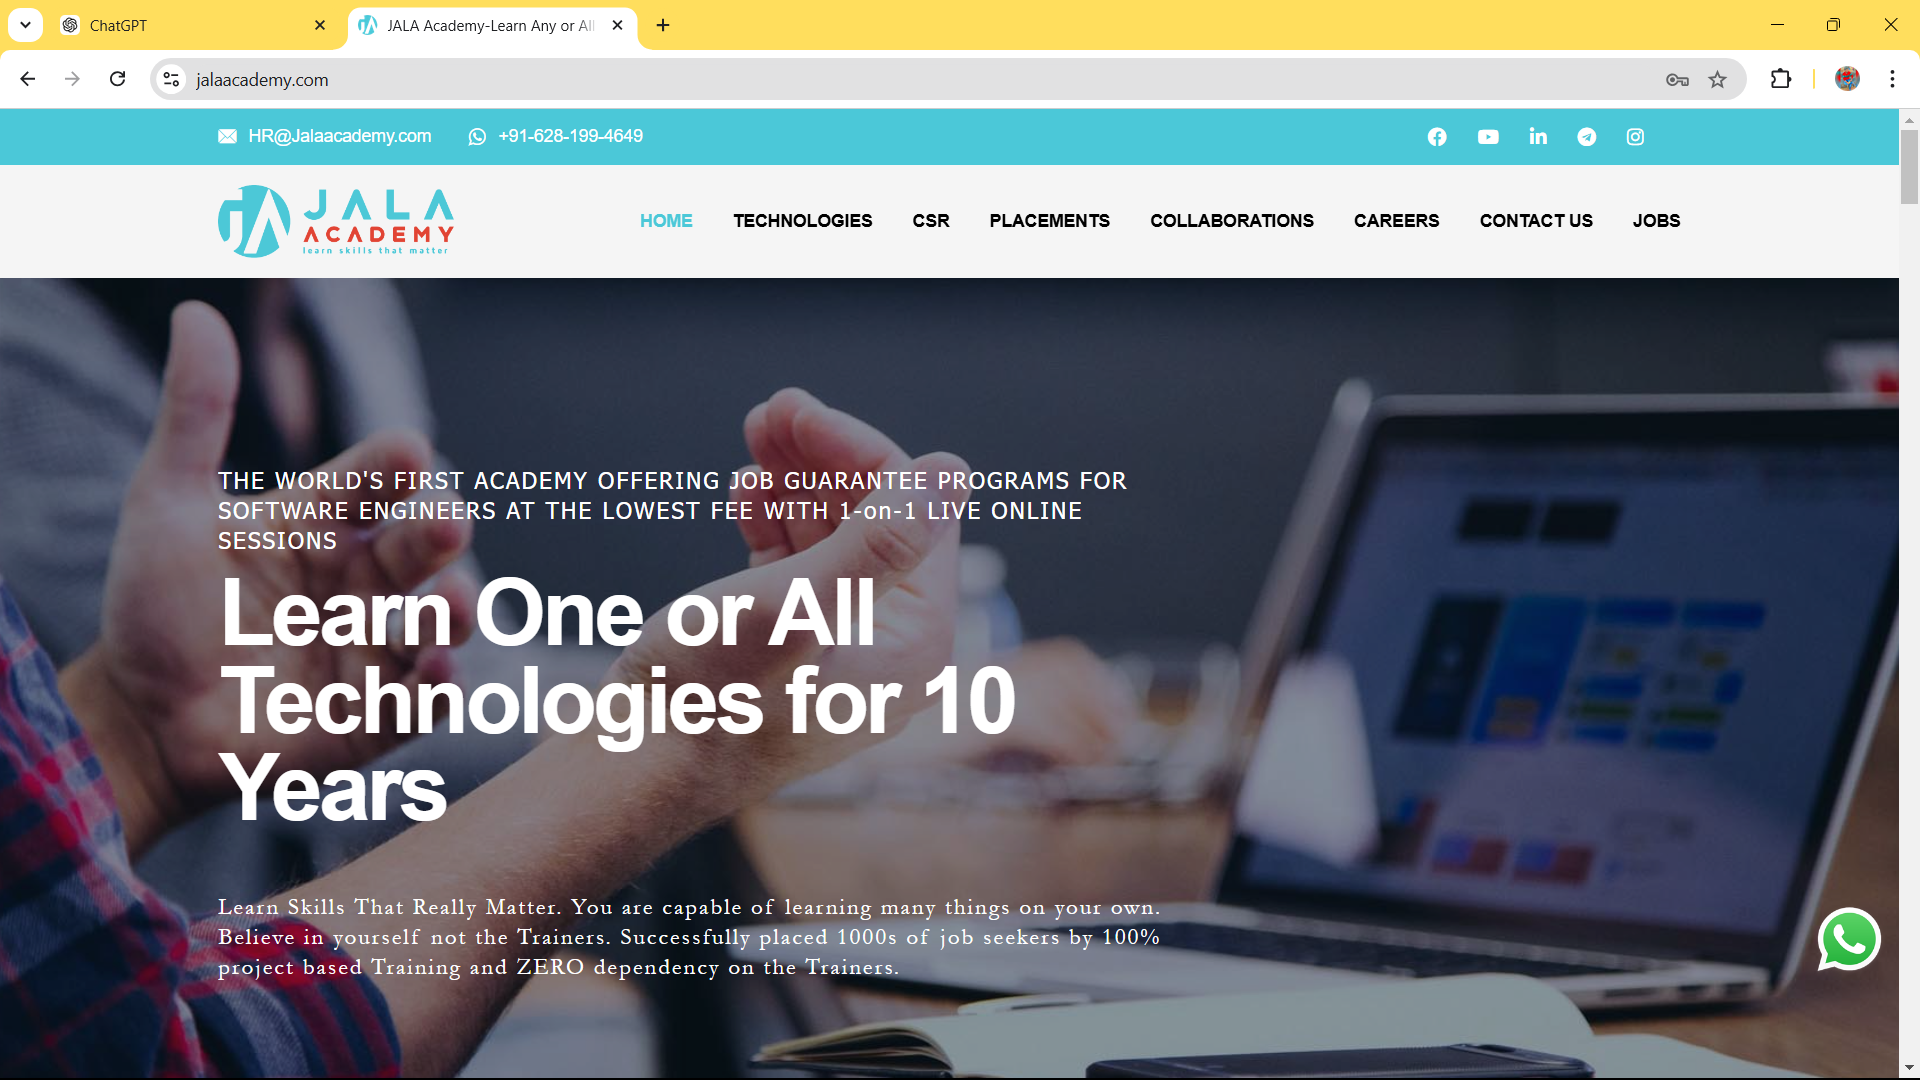 ChatGPT
JALA Academy-Learn Any or All
jalaacademy.com
HR@Jalaacademy.com +91-628-199-4649
JALA
ACADEMY
learn skills that matter
HOME TECHNOLOGIES CSR PLACEMENTS COLLABORATIONS CAREERS CONTACT US JOBS
THE WORLD'S FIRST ACADEMY OFFERING JOB GUARANTEE PROGRAMS FOR
SOFTWARE ENGINEERS AT THE LOWEST FEE WITH 1-on-1 LIVE ONLINE
SESSIONS
Learn One or All
Technologies for 10
Years
Learn Skills That Really Matter. You are capable of learning many things on your own.
Believe in yourself not the Trainers. Successfully placed 1000s of job seekers by 100%
project based Training and ZERO dependency on the Trainers.